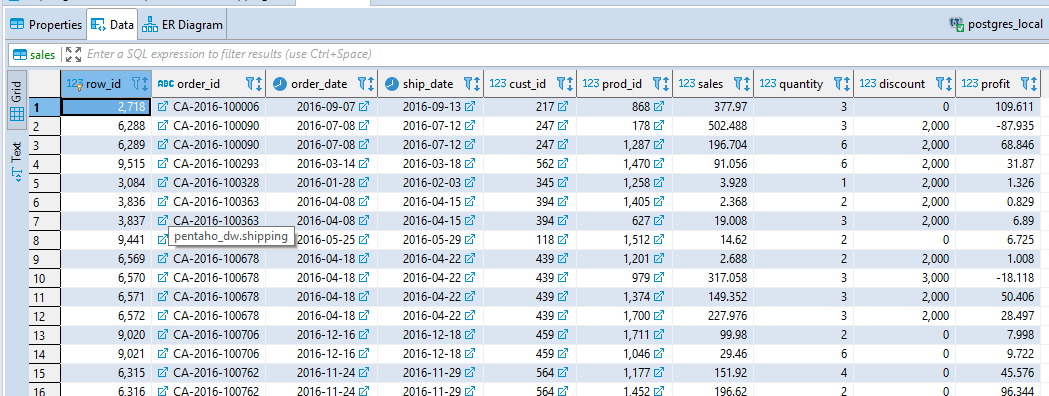 Properties Data ER Diagram postgres_local
sales Enter a SQL expression to filter results (use Ctrl+Space)
Grid
Text
123 row_id ABC order_id order_date ship_date 123 cust_id 123 prod_id 123 sales 123 quantity 123 discount 123 profit
1 2,718 CA-2016-100006 2016-09-07 2016-09-13 217 868 377.97 3 0 109.611
2 6,288 CA-2016-100090 2016-07-08 2016-07-12 247 178 502.488 3 2,000 -87.935
3 6,289 CA-2016-100090 2016-07-08 2016-07-12 247 1,287 196.704 6 2,000 68.846
4 9,515 CA-2016-100293 2016-03-14 2016-03-18 562 1,470 91.056 6 2,000 31.87
5 3,084 CA-2016-100328 2016-01-28 2016-02-03 345 1,258 3.928 1 2,000 1.326
6 3,836 CA-2016-100363 2016-04-08 2016-04-15 394 1,405 2.368 2 2,000 0.829
7 3,837 CA-2016-100363 2016-04-08 2016-04-15 394 627 19.008 3 2,000 6.89
8 9,441 pentaho_dw.shipping 2016-05-25 2016-05-29 118 1,512 14.62 2 0 6.725
9 6,569 CA-2016-100678 2016-04-18 2016-04-22 439 1,201 2.688 2 2,000 1.008
10 6,570 CA-2016-100678 2016-04-18 2016-04-22 439 979 317.058 3 3,000 -18.118
11 6,571 CA-2016-100678 2016-04-18 2016-04-22 439 1,374 149.352 3 2,000 50.406
12 6,572 CA-2016-100678 2016-04-18 2016-04-22 439 1,700 227.976 3 2,000 28.497
13 9,020 CA-2016-100706 2016-12-16 2016-12-18 459 1,711 99.98 2 0 7.998
14 9,021 CA-2016-100706 2016-12-16 2016-12-18 459 1,046 29.46 6 0 9.722
15 6,315 CA-2016-100762 2016-11-24 2016-11-29 564 1,177 151.92 4 0 45.576
16 6,316 CA-2016-100762 2016-11-24 2016-11-29 564 1,452 196.62 2 0 96.344